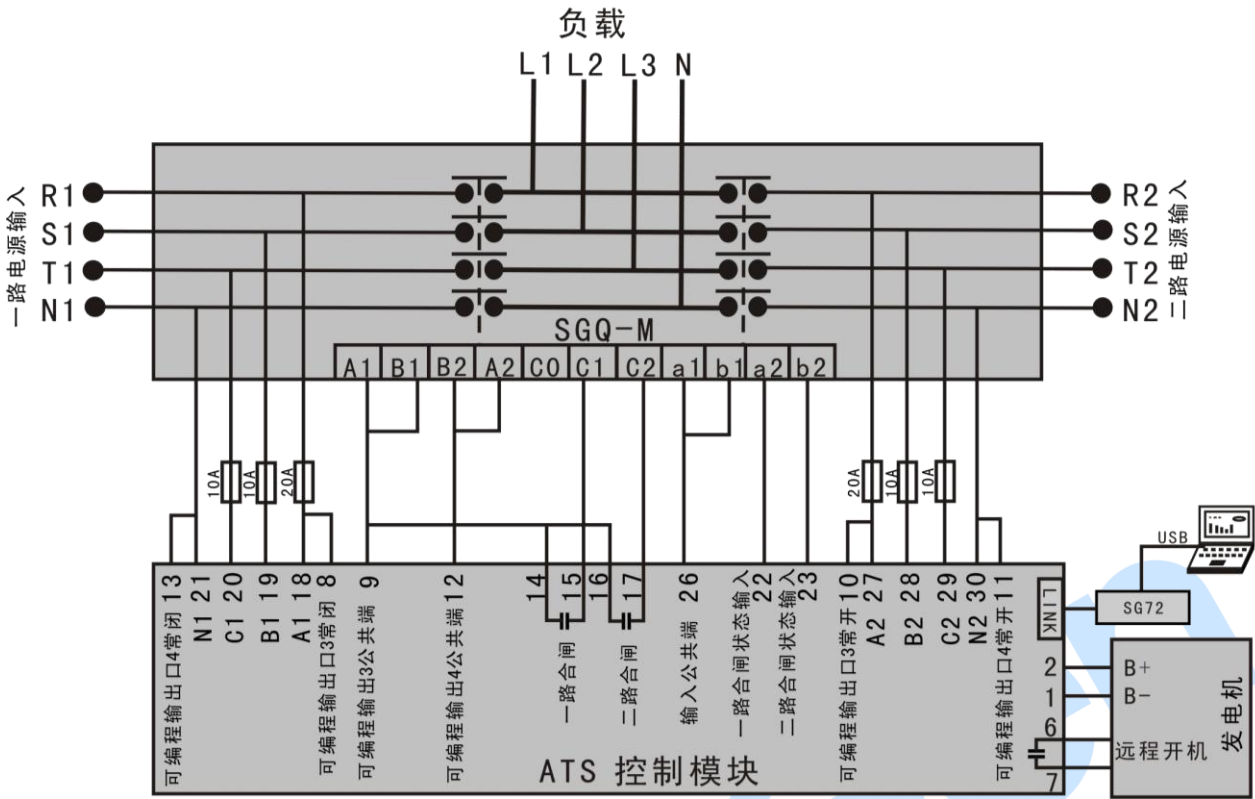 负载
L1 L2 L3 N
一路电源输入
R1
S1
T1
N1
R2
S2
T2
N2
二路电源输入
SGQ-M
A1 B1 B2 A2 C0 C1 C2 a1 b1 a2 b2
10A 10A 20A
20A 10A 10A
USB
SG72
LINK
可编程输出口4常闭 13
N1 21
C1 20
B1 19
A1 18
可编程输出口3常闭 8
可编程输出3公共端 9
可编程输出4公共端 12
14
15
一路合闸
16
17
二路合闸
输入公共端 26
一路合闸状态输入 22
二路合闸状态输入 23
可编程输出口3常开 10
A2 27
B2 28
C2 29
N2 30
可编程输出口4常开 11
2
1
6
7
B+
B-
远程开机
发电机
ATS 控制模块